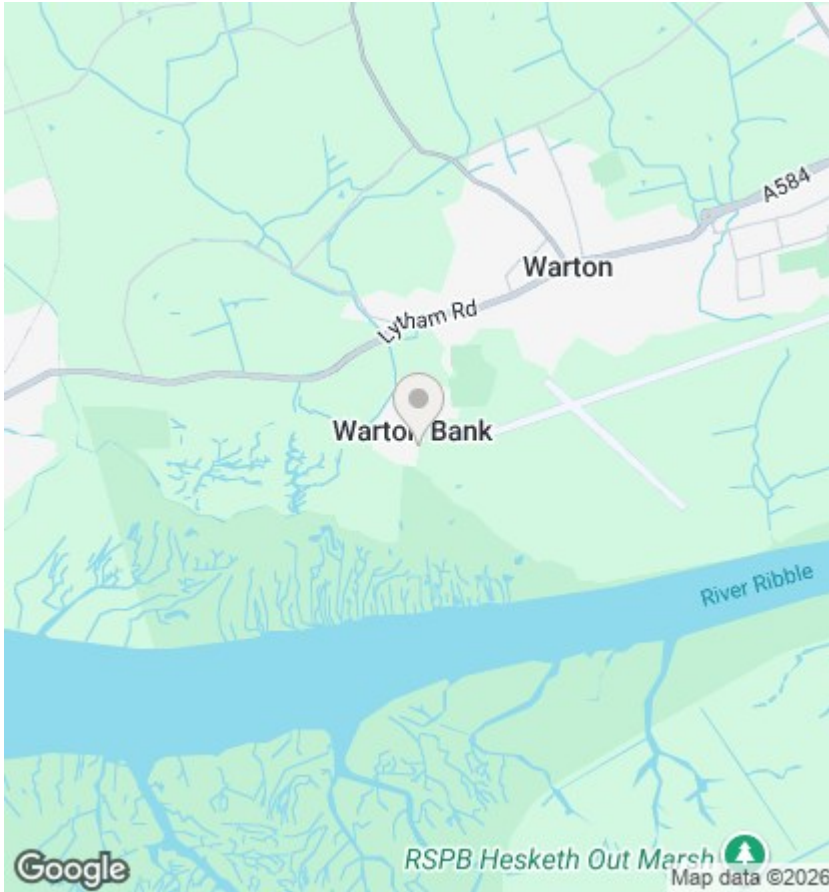 A584
Warton
Lytham Rd
Warton Bank
River Ribble
RSPB Hesketh Out Marsh
Google
Map data ©2026